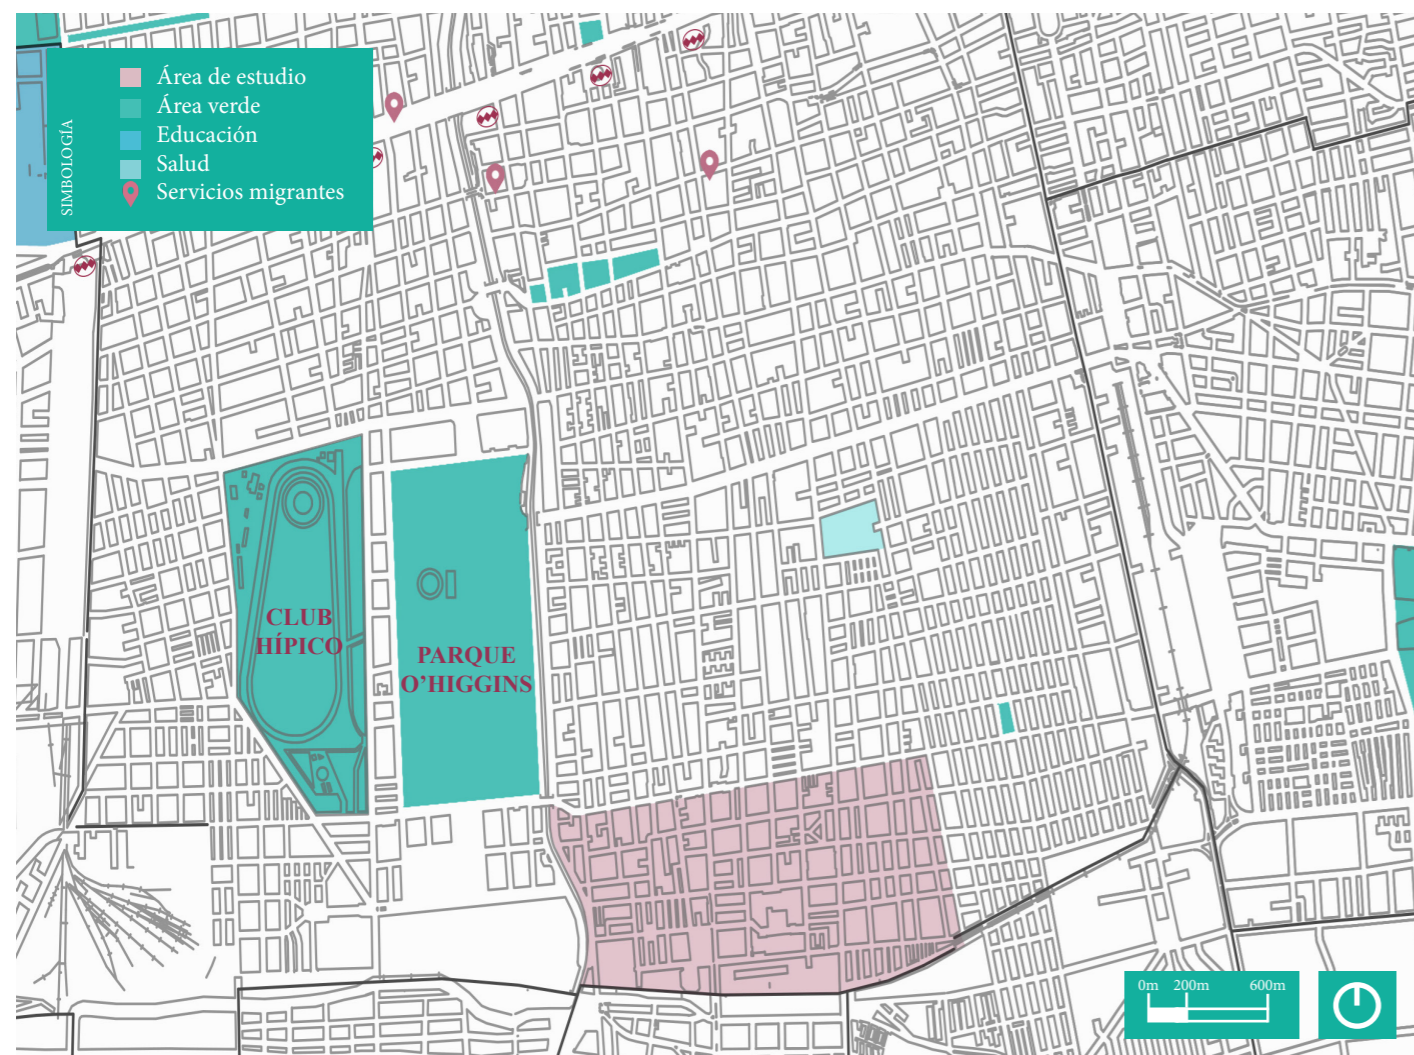 SIMBOLOGÍA
Área de estudio
Área verde
Educación
Salud
Servicios migrantes
CLUB
HÍPICO
PARQUE
O’HIGGINS
0m 200m 600m